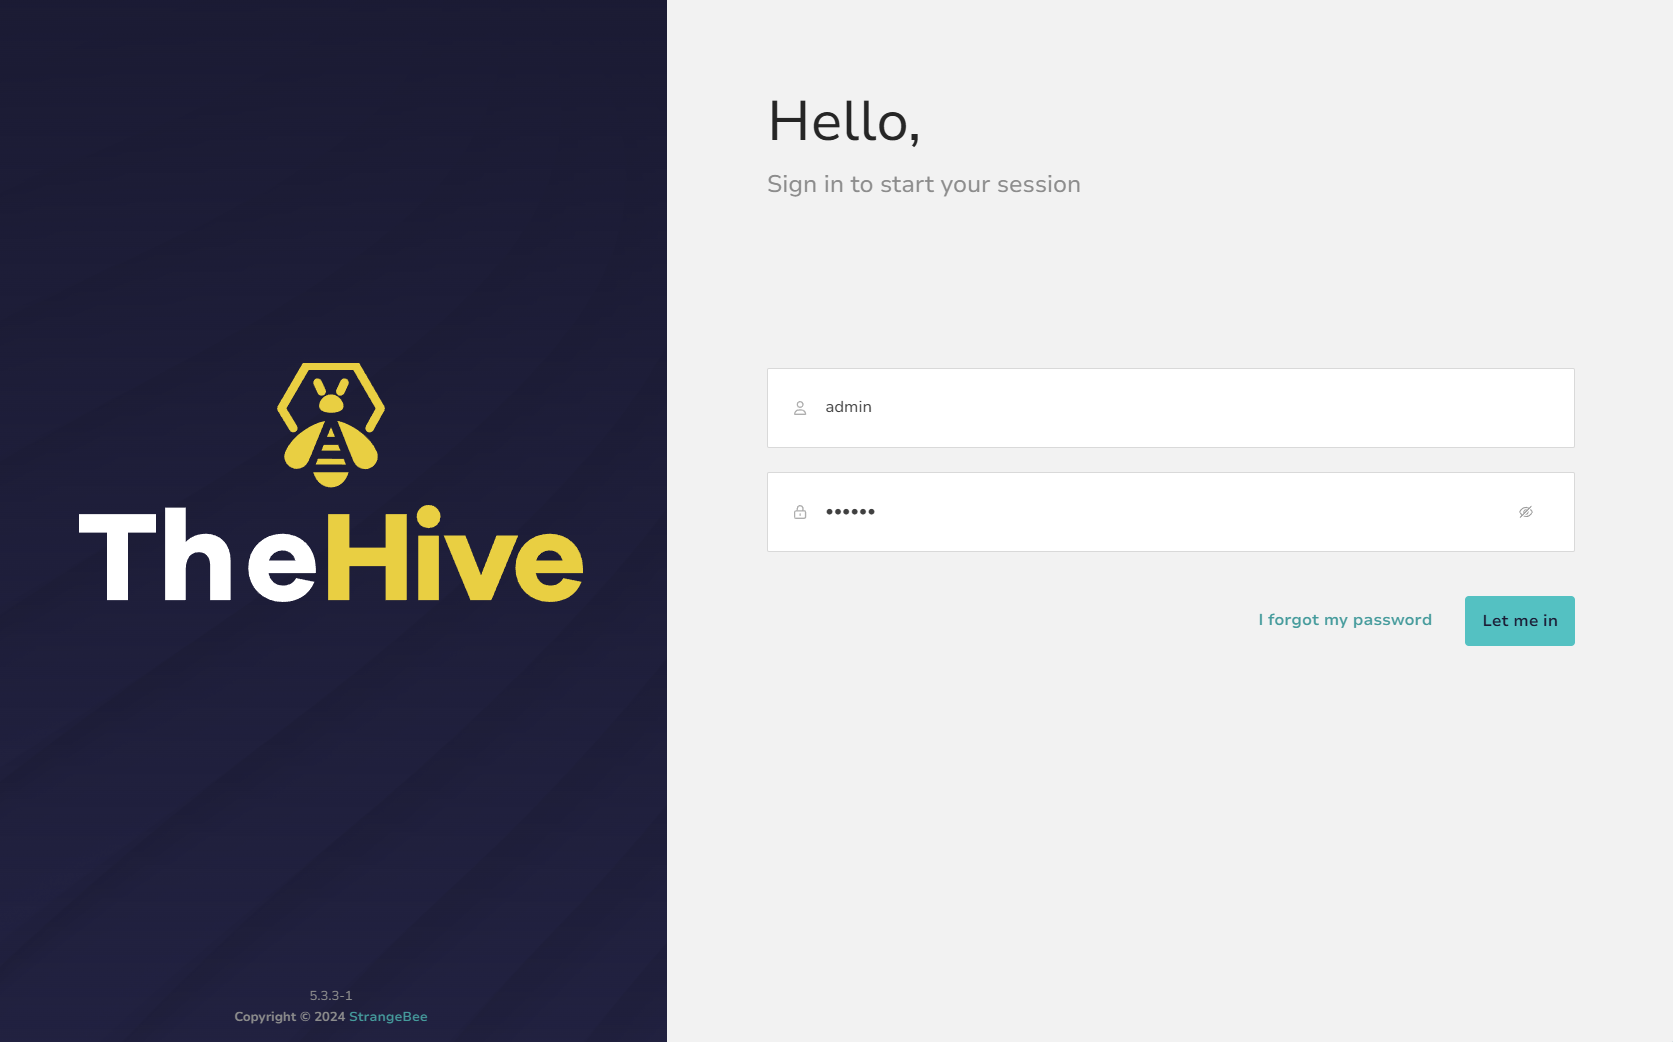 TheHive
5.3.3-1
Copyright © 2024 StrangeBee
Hello,
Sign in to start your session
admin
••••••
I forgot my password
Let me in